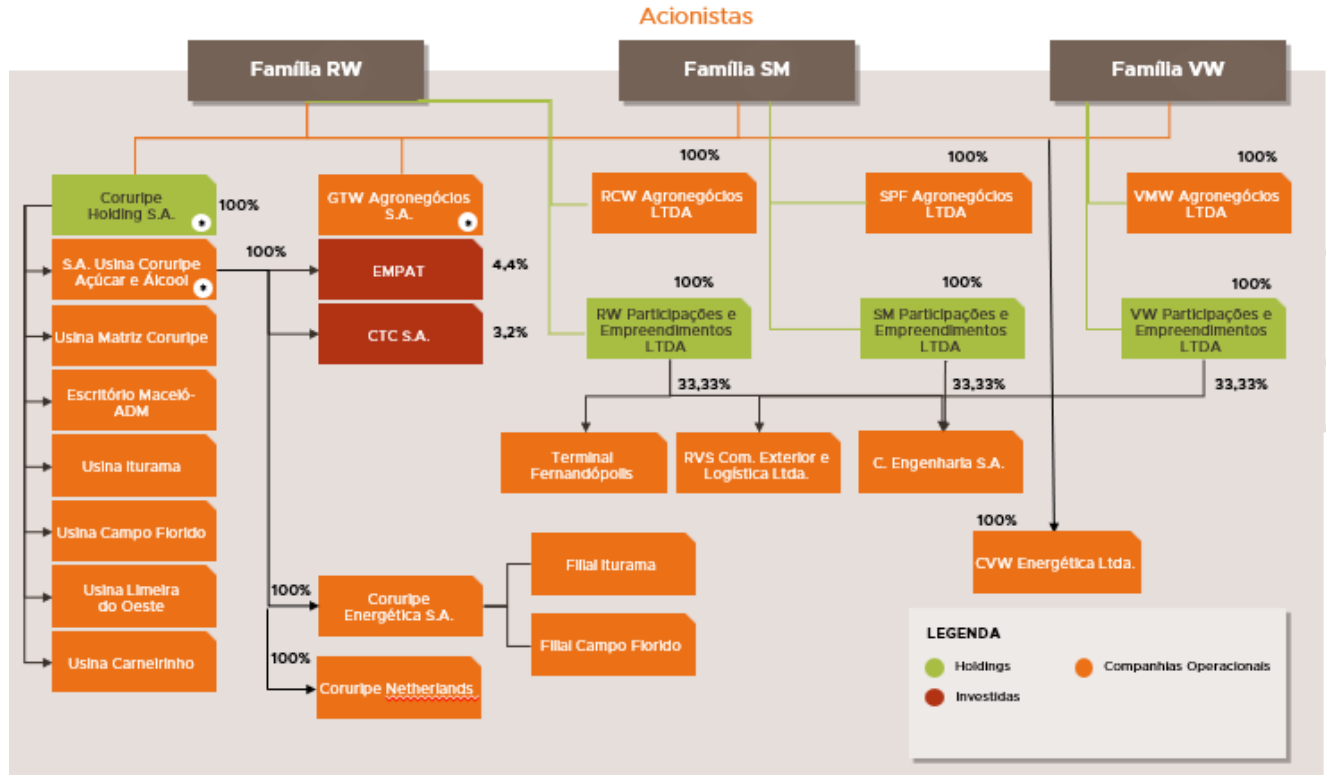 Acionistas
Família RW
Família SM
Família VW
Coruripe
Holding S.A.
100%
GTW Agronegócios
S.A.
100%
RCW Agronegócios
LTDA
100%
SPF Agronegócios
LTDA
100%
VMW Agronegócios
LTDA
S.A. Usina Coruripe
Açúcar e Álcool
100%
EMPAT
4,4%
CTC S.A.
3,2%
100%
RW Participações e
Empreendimentos
LTDA
100%
SM Participações e
Empreendimentos
LTDA
100%
VW Participações e
Empreendimentos
LTDA
33,33%
33,33%
33,33%
Usina Matriz Coruripe
Escritório Maceió-
ADM
Usina Iturama
Usina Campo Florido
Usina Limeira
do Oeste
Usina Carneirinho
Terminal
Fernandópolis
RVS Com. Exterior e
Logística Ltda.
C. Engenharia S.A.
100%
CVW Energética Ltda.
100%
Coruripe
Energética S.A.
Filial Iturama
Filial Campo Florido
100%
Coruripe Netherlands
LEGENDA
Holdings
Companhias Operacionais
Investidas